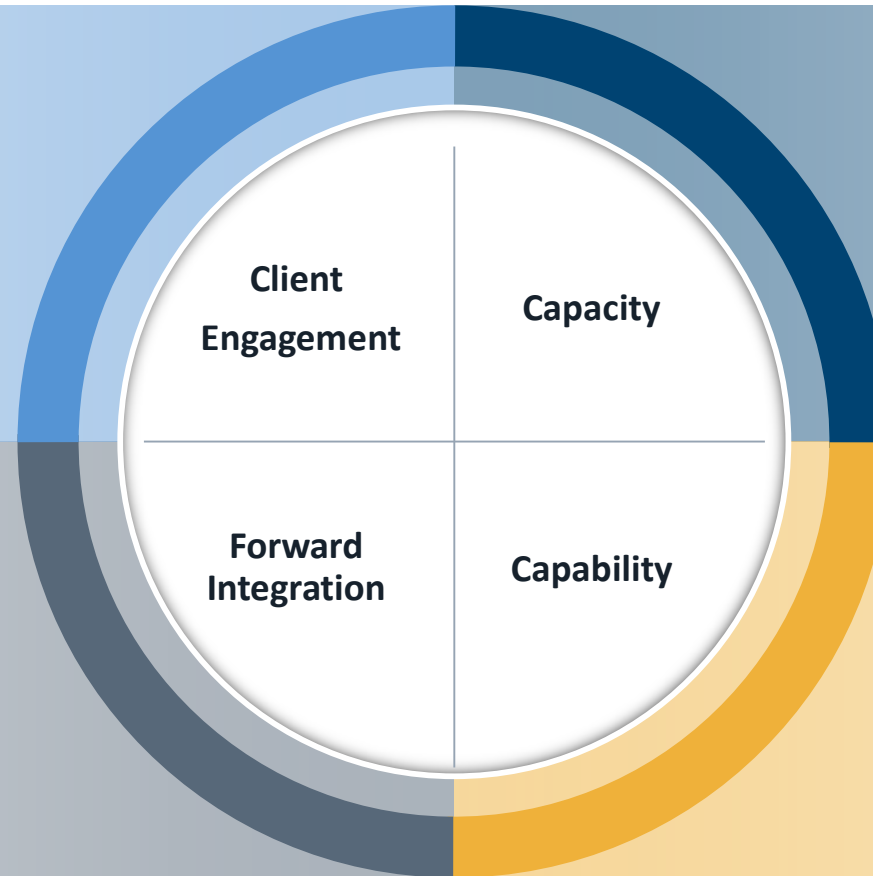 Client
Engagement
Capacity
Forward
Integration
Capability